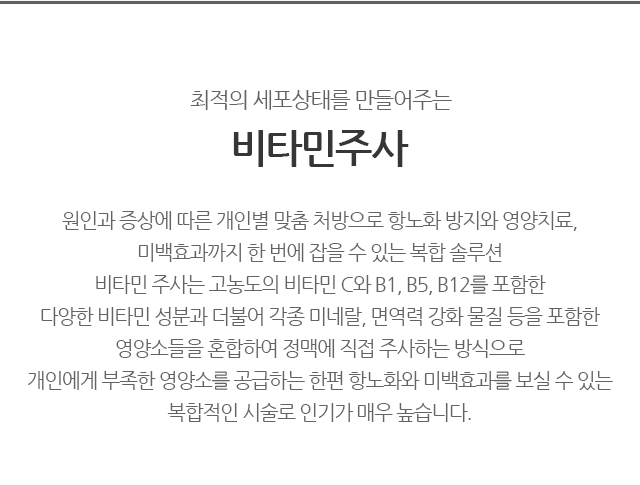 최적의 세포상태를 만들어주는
비타민주사
원인과 증상에 따른 개인별 맞춤 처방으로 항노화 방지와 영양치료,
미백효과까지 한 번에 잡을 수 있는 복합 솔루션
비타민 주사는 고농도의 비타민 C와 B1, B5, B12를 포함한
다양한 비타민 성분과 더불어 각종 미네랄, 면역력 강화 물질 등을 포함한
영양소들을 혼합하여 정맥에 직접 주사하는 방식으로
개인에게 부족한 영양소를 공급하는 한편 항노화와 미백효과를 보실 수 있는
복합적인 시술로 인기가 매우 높습니다.